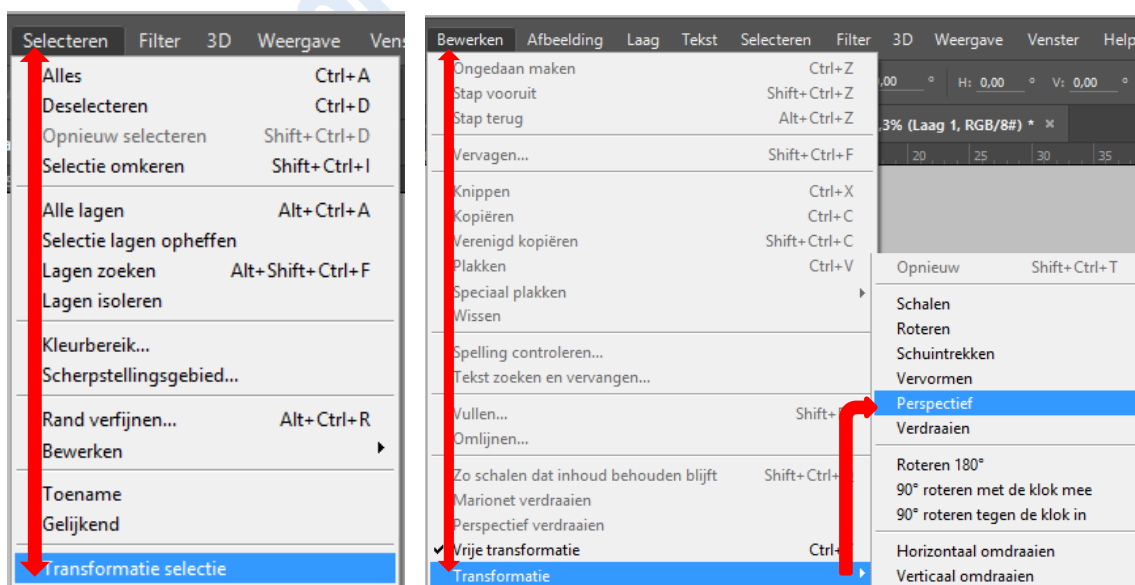 Selecteren Filter 3D Weergave
Alles Ctrl+A
Deselecteren Ctrl+D
Opnieuw selecteren Shift+Ctrl+D
Selectie omkeren Shift+Ctrl+I
Alle lagen Alt+Ctrl+A
Selectie lagen opheffen
Lagen zoeken Alt+Shift+Ctrl+F
Lagen isoleren
Kleurbereik...
Scherpstellingsgebied...
Rand verfijnen... Alt+Ctrl+R
Bewerken
Toename
Gelijkend
Transformatie selectie
Bewerken Afbeelding Laag Tekst Selecteren Filter 3D Weergave Venster Help
Ongedaan maken Ctrl+Z
Stap vooruit Shift+Ctrl+Z
Stap terug Alt+Ctrl+Z
Vervagen... Shift+Ctrl+F
Knippen Ctrl+X
Kopiëren Ctrl+C
Verenigd kopiëren Shift+Ctrl+C
Plakken Ctrl+V
Speciaal plakken
Wissen
Spelling controleren...
Tekst zoeken en vervangen...
Vullen... Shift+
Omlijnen...
Zo schalen dat inhoud behouden blijft Shift+Ctrl+
Marionet verdraaien
Perspectief verdraaien
Vrije transformatie Ctrl+
Transformatie
,00 ° H: 0,00 ° V: 0,00 °
,3% (Laag 1, RGB/8#) * ×
20 25 30 35
Opnieuw Shift+Ctrl+T
Schalen
Roteren
Schuintrekken
Vervormen
Perspectief
Verdraaien
Roteren 180°
90° roteren met de klok mee
90° roteren tegen de klok in
Horizontaal omdraaien
Verticaal omdraaien